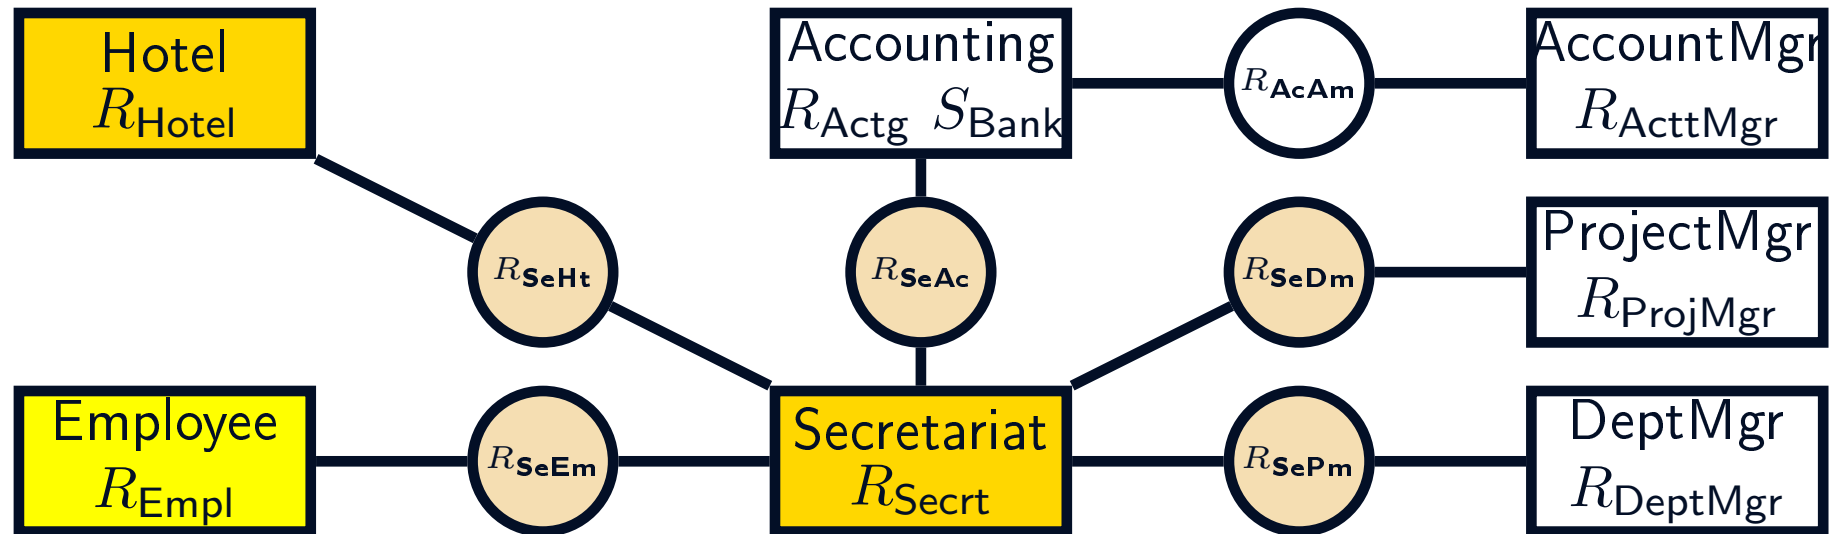 Hotel
R_Hotel
Accounting
R_Actg S_Bank
R_AcAm
AccountMgr
R_ActtMgr
R_SeHt
R_SeAc
R_SeDm
ProjectMgr
R_ProjMgr
Employee
R_Empl
R_SeEm
Secretariat
R_Secrt
R_SePm
DeptMgr
R_DeptMgr